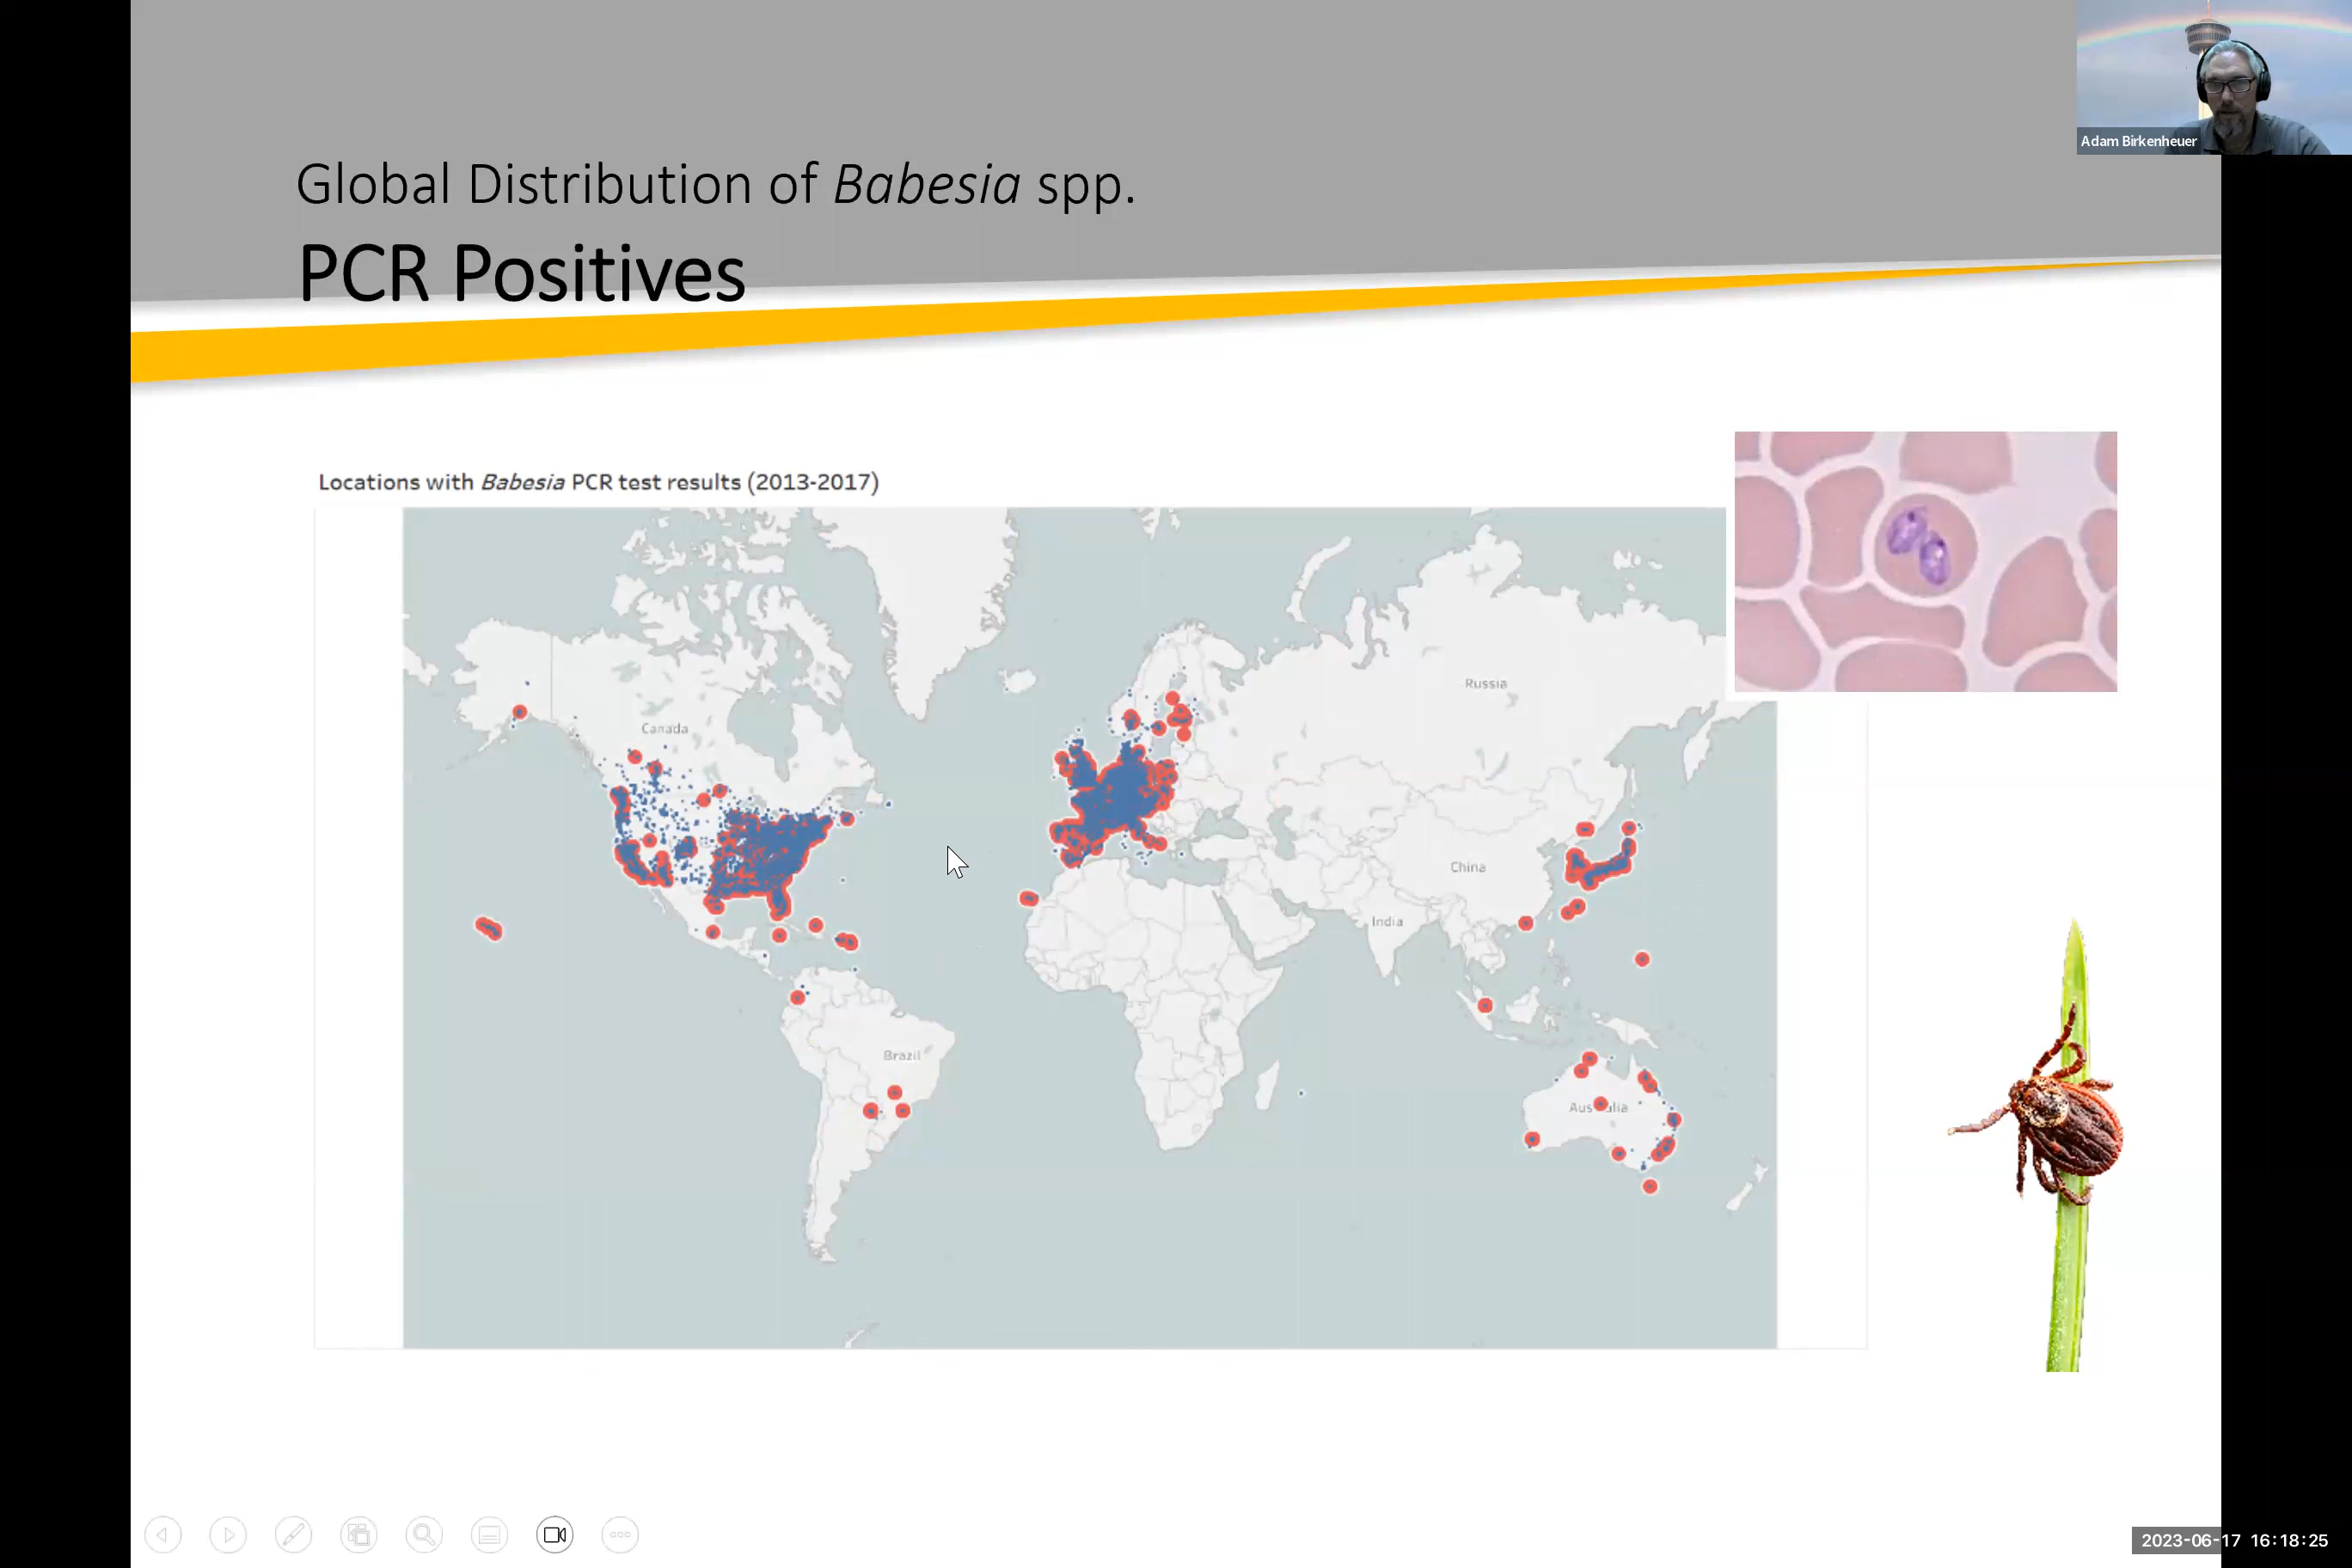 Adam Birkenheuer
Global Distribution of Babesia spp.
PCR Positives
Locations with Babesia PCR test results (2013-2017)
Russia
Canada
China
India
Brazil
Aus alia
2023-06-17 16:18:25